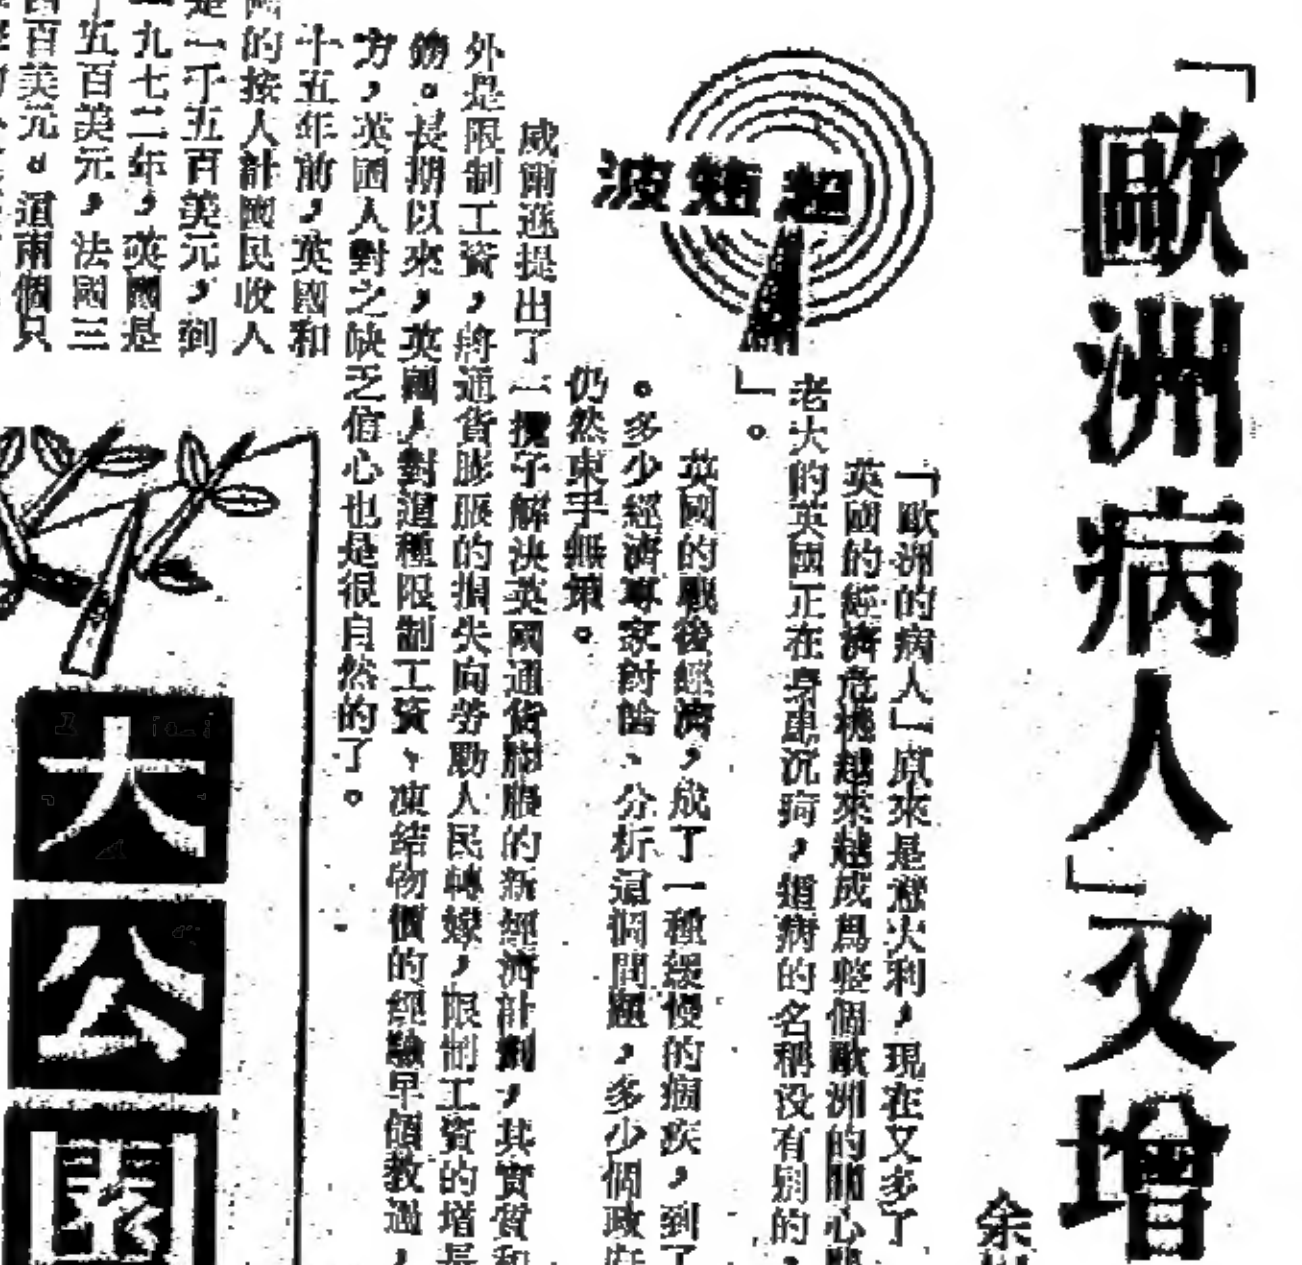 「歐洲病人」又增
余
超短波
「歐洲的病人」原來是意大利，現在又多了
英國的經濟危機越來越成爲整個歐洲的關心
老大的英國正在身患沉疴，這病的名稱没有別的，
」。
英國的戰後經濟，成了一種緩慢的痼疾，到了
。多少經濟專家討論、分析這個問題，多少個政府
仍然束手無策。
威爾遜提出了一攬子解决英國通貨膨脹的新經濟計劃，其實質和
外是限制工資，將通貨膨脹的損失向勞動人民轉嫁，限制工資的增長
。長期以來，英國人對這種限制工資、凍結物價的經驗早領教過，
方，英國人對之缺乏信心也是很自然的了。
十五年前，英國和
的按人計國民收入
是一千五百美元，到
九七二年，英國是
五百美元，法國三
百美元。這兩個只
大公園